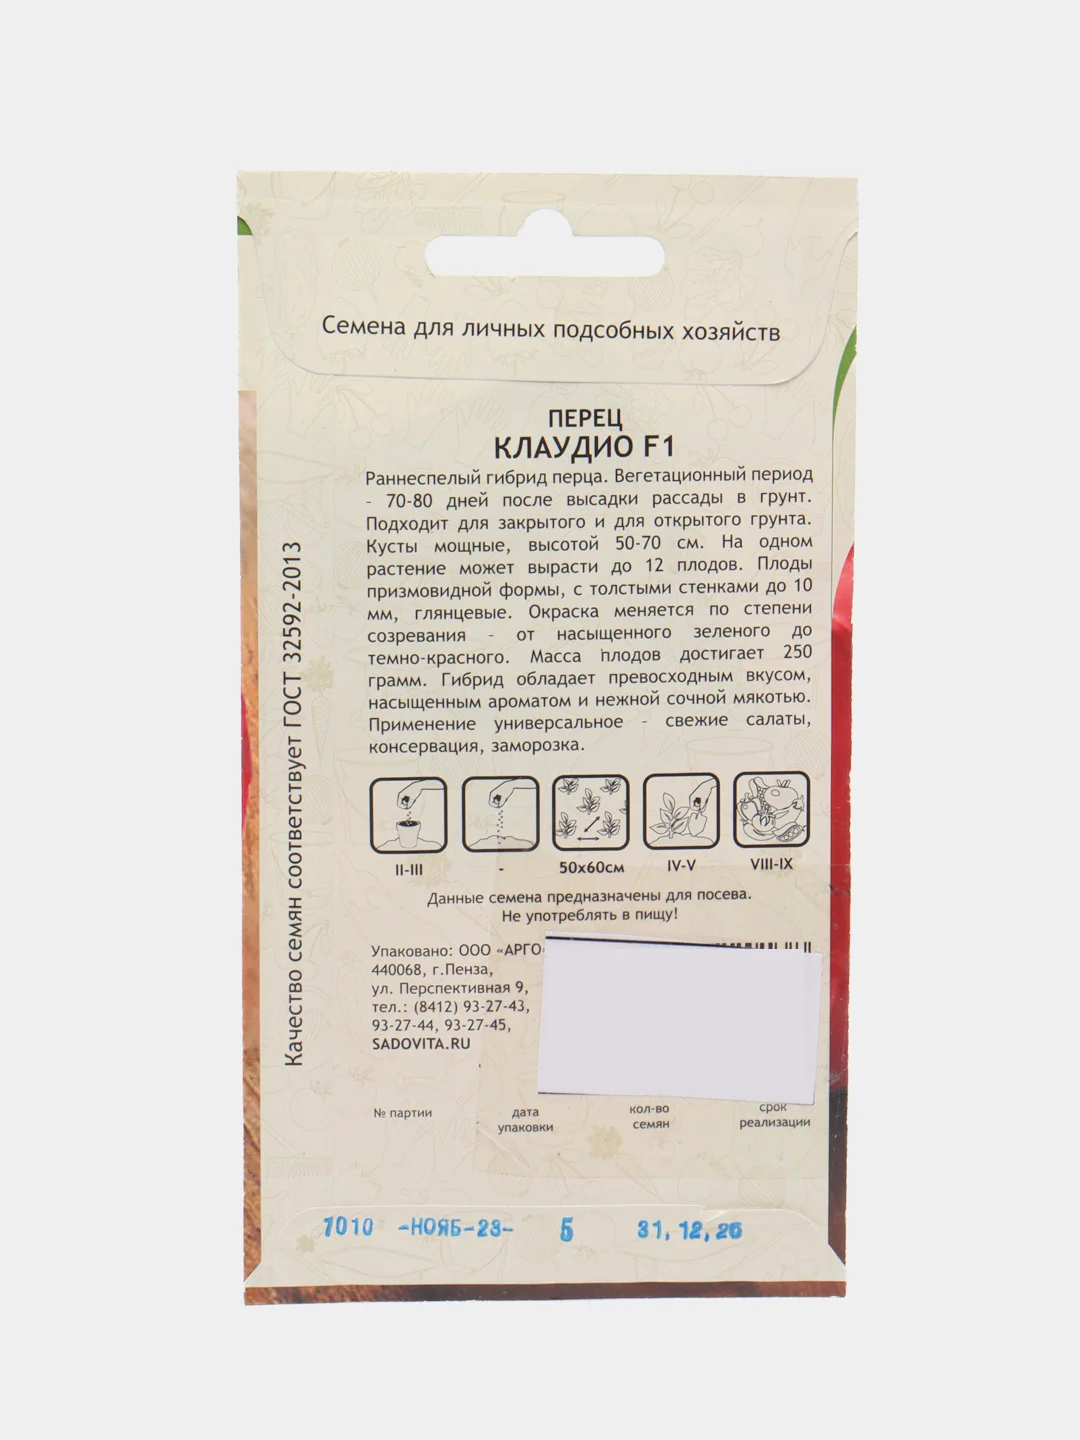 Семена для личных подсобных хозяйств
ПЕРЕЦ
КЛАУДИО F1
Раннеспелый гибрид перца. Вегетационный период
- 70-80 дней после высадки рассады в грунт.
Подходит для закрытого и для открытого грунта.
Кусты мощные, высотой 50-70 см. На одном
растение может вырасти до 12 плодов. Плоды
призмовидной формы, с толстыми стенками до 10
мм, глянцевые. Окраска меняется по степени
созревания - от насыщенного зеленого до
темно-красного. Масса плодов достигает 250
грамм. Гибрид обладает превосходным вкусом,
насыщенным ароматом и нежной сочной мякотью.
Применение универсальное - свежие салаты,
консервация, заморозка.
II-III - 50х60см IV-V VIII-IX
Данные семена предназначены для посева.
Не употреблять в пищу!
Упаковано: ООО «АРГО»
440068, г.Пенза,
ул. Перспективная 9,
тел.: (8412) 93-27-43,
93-27-44, 93-27-45,
SADOVITA.RU
Качество семян соответствует ГОСТ 32592-2013
№ партии
дата
упаковки
кол-во
семян
срок
реализации
7010 -НОЯБ-23- 5 31,12,26